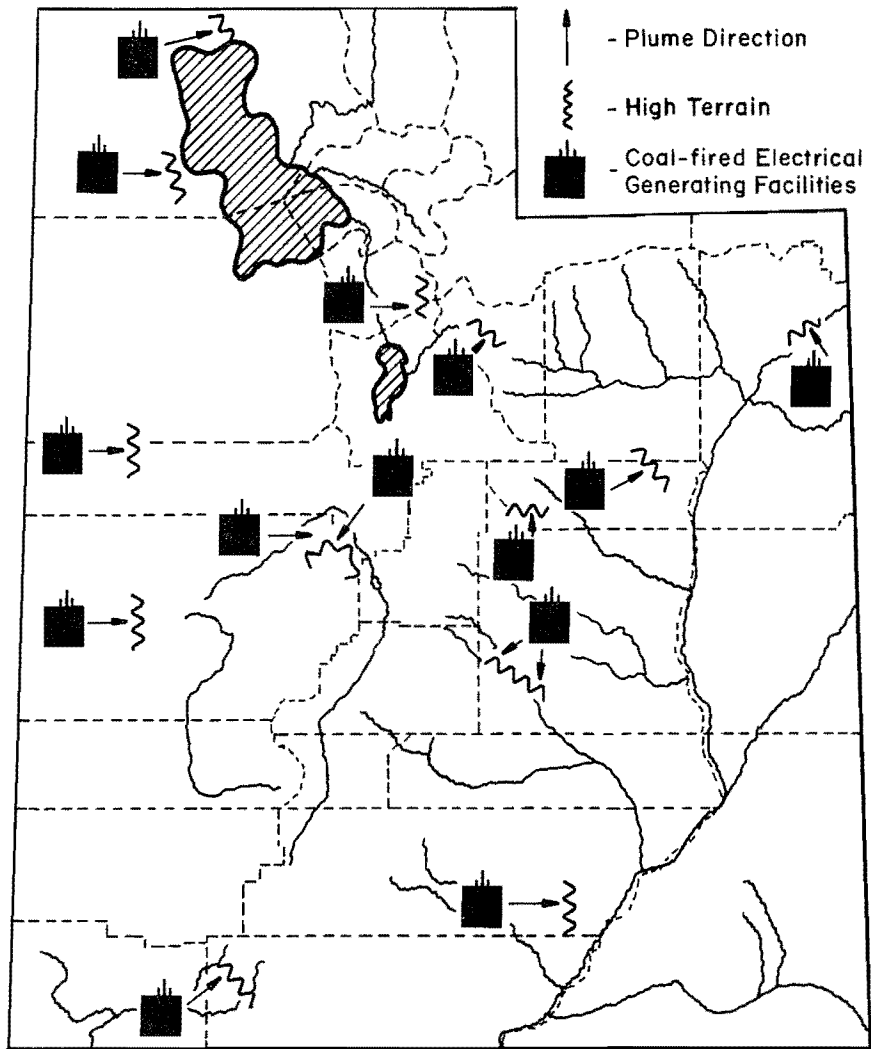 - Plume Direction
- High Terrain
- Coal-fired Electrical
Generating Facilities